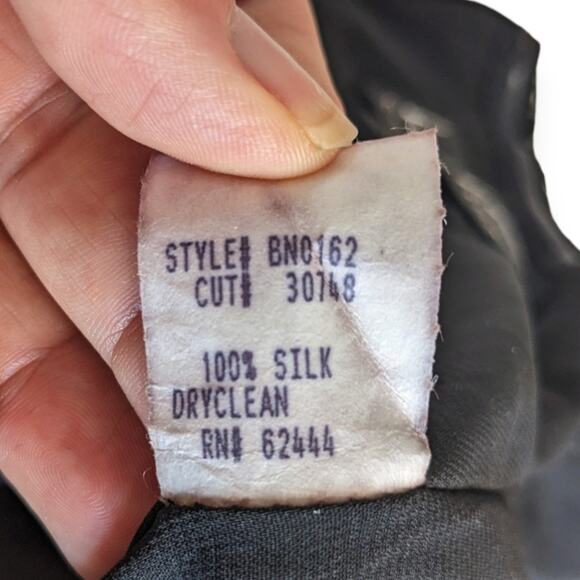 STYLE# BN0162
CUT# 30748
100% SILK
DRYCLEAN
RN# 62444